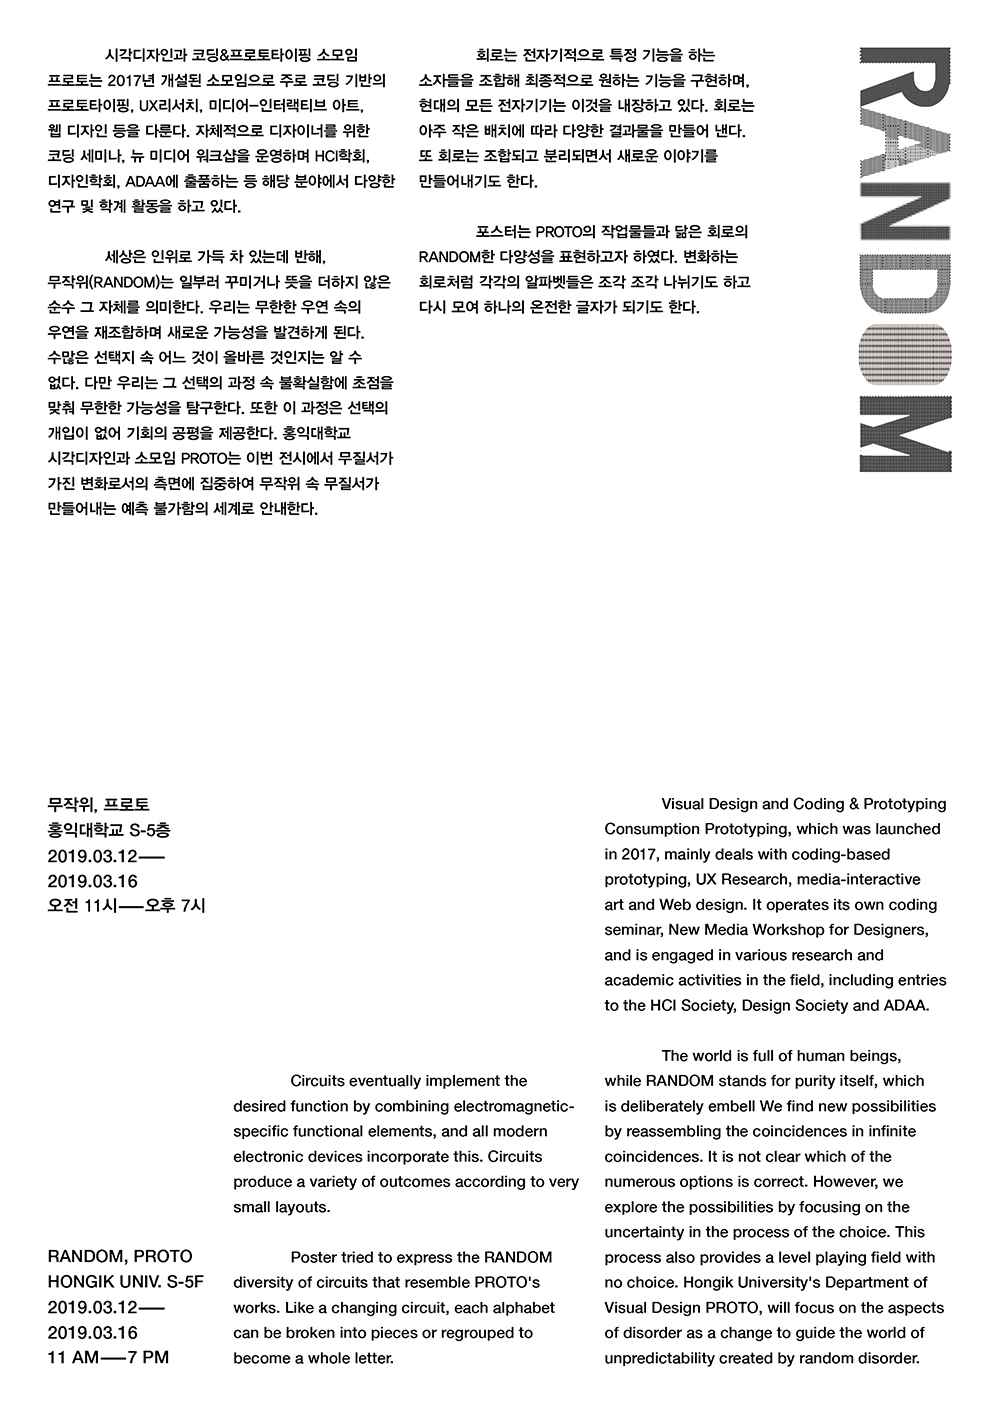 시각디자인과 코딩&프로토타이핑 소모임
프로토는 2017년 개설된 소모임으로 주로 코딩 기반의
프로토타이핑, UX리서치, 미디어—인터랙티브 아트,
웹 디자인 등을 다룬다. 자체적으로 디자이너를 위한
코딩 세미나, 뉴 미디어 워크샵을 운영하며 HCI학회,
디자인학회, ADAA에 출품하는 등 해당 분야에서 다양한
연구 및 학계 활동을 하고 있다.
세상은 인위로 가득 차 있는데 반해,
무작위(RANDOM)는 일부러 꾸미거나 뜻을 더하지 않은
순수 그 자체를 의미한다. 우리는 무한한 우연 속의
우연을 재조합하며 새로운 가능성을 발견하게 된다.
수많은 선택지 속 어느 것이 올바른 것인지는 알 수
없다. 다만 우리는 그 선택의 과정 속 불확실함에 초점을
맞춰 무한한 가능성을 탐구한다. 또한 이 과정은 선택의
개입이 없어 기회의 공평을 제공한다. 홍익대학교
시각디자인과 소모임 PROTO는 이번 전시에서 무질서가
가진 변화로서의 측면에 집중하여 무작위 속 무질서가
만들어내는 예측 불가함의 세계로 안내한다.
회로는 전자기적으로 특정 기능을 하는
소자들을 조합해 최종적으로 원하는 기능을 구현하며,
현대의 모든 전자기기는 이것을 내장하고 있다. 회로는
아주 작은 배치에 따라 다양한 결과물을 만들어 낸다.
또 회로는 조합되고 분리되면서 새로운 이야기를
만들어내기도 한다.
포스터는 PROTO의 작업물들과 닮은 회로의
RANDOM한 다양성을 표현하고자 하였다. 변화하는
회로처럼 각각의 알파벳들은 조각 조각 나뉘기도 하고
다시 모여 하나의 온전한 글자가 되기도 한다.
RANDOM
무작위, 프로토
홍익대학교 S-5층
2019.03.12——
2019.03.16
오전 11시——오후 7시
RANDOM, PROTO
HONGIK UNIV. S-5F
2019.03.12——
2019.03.16
11 AM——7 PM
Circuits eventually implement the
desired function by combining electromagnetic-
specific functional elements, and all modern
electronic devices incorporate this. Circuits
produce a variety of outcomes according to very
small layouts.
Poster tried to express the RANDOM
diversity of circuits that resemble PROTO's
works. Like a changing circuit, each alphabet
can be broken into pieces or regrouped to
become a whole letter.
Visual Design and Coding & Prototyping
Consumption Prototyping, which was launched
in 2017, mainly deals with coding-based
prototyping, UX Research, media-interactive
art and Web design. It operates its own coding
seminar, New Media Workshop for Designers,
and is engaged in various research and
academic activities in the field, including entries
to the HCI Society, Design Society and ADAA.
The world is full of human beings,
while RANDOM stands for purity itself, which
is deliberately embell We find new possibilities
by reassembling the coincidences in infinite
coincidences. It is not clear which of the
numerous options is correct. However, we
explore the possibilities by focusing on the
uncertainty in the process of the choice. This
process also provides a level playing field with
no choice. Hongik University's Department of
Visual Design PROTO, will focus on the aspects
of disorder as a change to guide the world of
unpredictability created by random disorder.